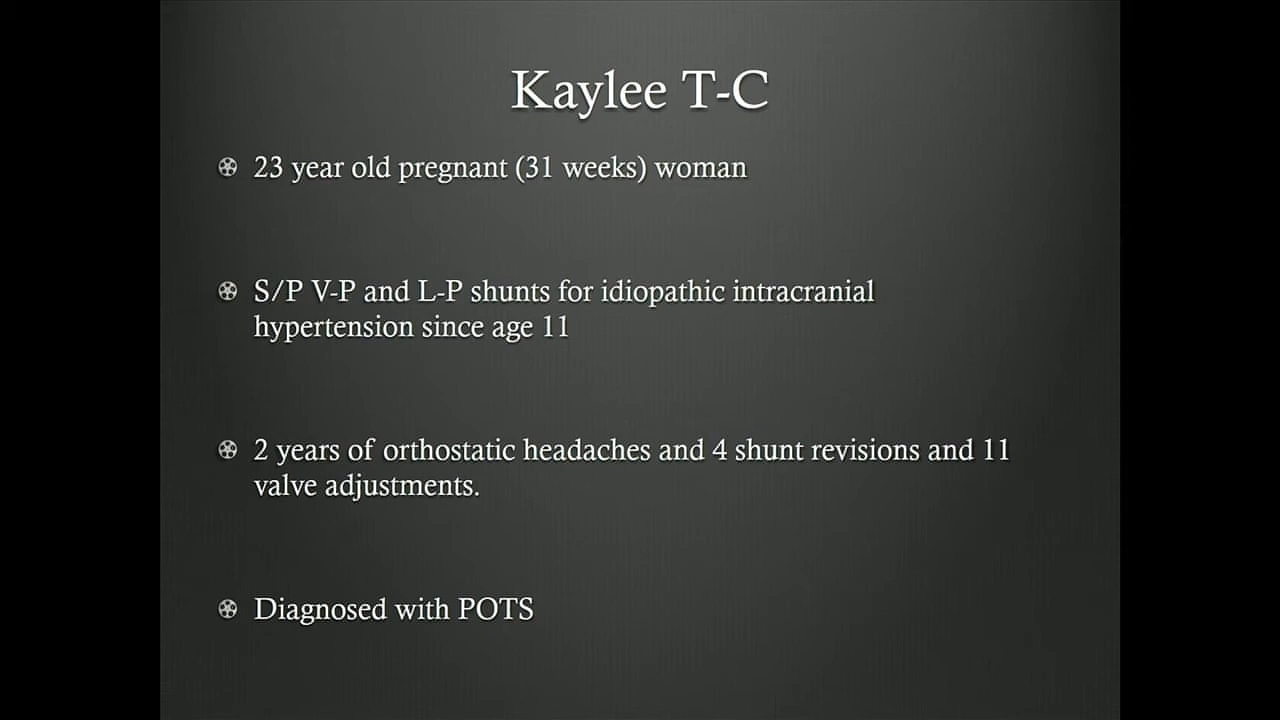 Kaylee T-C
23 year old pregnant (31 weeks) woman
S/P V-P and L-P shunts for idiopathic intracranial
hypertension since age 11
2 years of orthostatic headaches and 4 shunt revisions and 11
valve adjustments.
Diagnosed with POTS